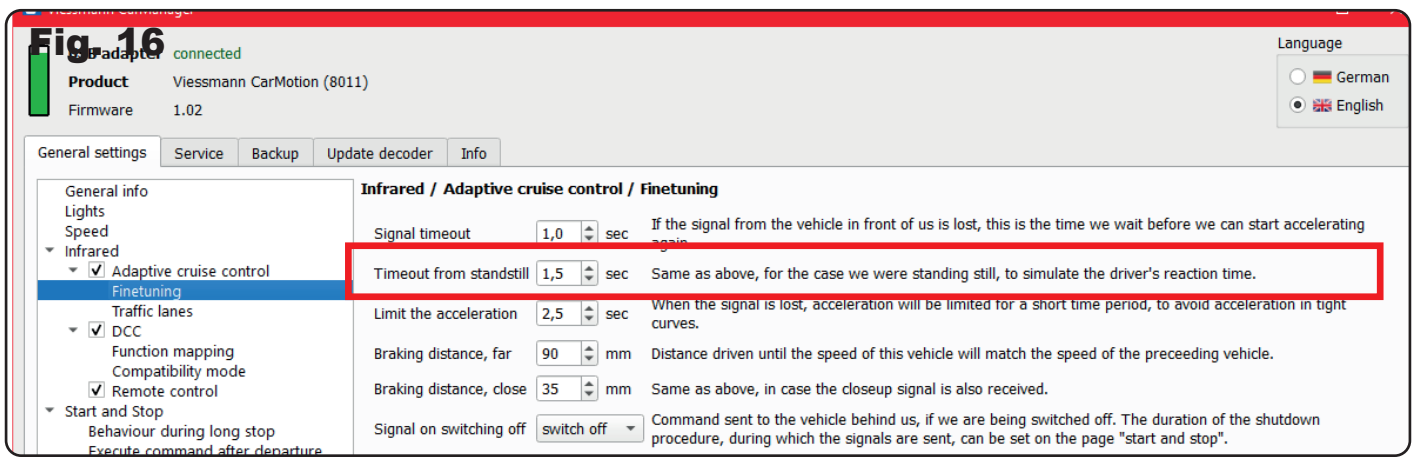 Viessmann CarManager
Fig. 16
USB adapter connected
Product Viessmann CarMotion (8011)
Firmware 1.02
Language
German
English
General settings Service Backup Update decoder Info
General info
Lights
Speed
Infrared
Adaptive cruise control
Finetuning
Traffic lanes
DCC
Function mapping
Compatibility mode
Remote control
Start and Stop
Behaviour during long stop
Execute command after departure
Infrared / Adaptive cruise control / Finetuning
Signal timeout 1,0 sec If the signal from the vehicle in front of us is lost, this is the time we wait before we can start accelerating
again.
Timeout from standstill 1,5 sec Same as above, for the case we were standing still, to simulate the driver's reaction time.
Limit the acceleration 2,5 sec When the signal is lost, acceleration will be limited for a short time period, to avoid acceleration in tight
curves.
Braking distance, far 90 mm Distance driven until the speed of this vehicle will match the speed of the preceeding vehicle.
Braking distance, close 35 mm Same as above, in case the closeup signal is also received.
Signal on switching off switch off Command sent to the vehicle behind us, if we are being switched off. The duration of the shutdown
procedure, during which the signals are sent, can be set on the page "start and stop".